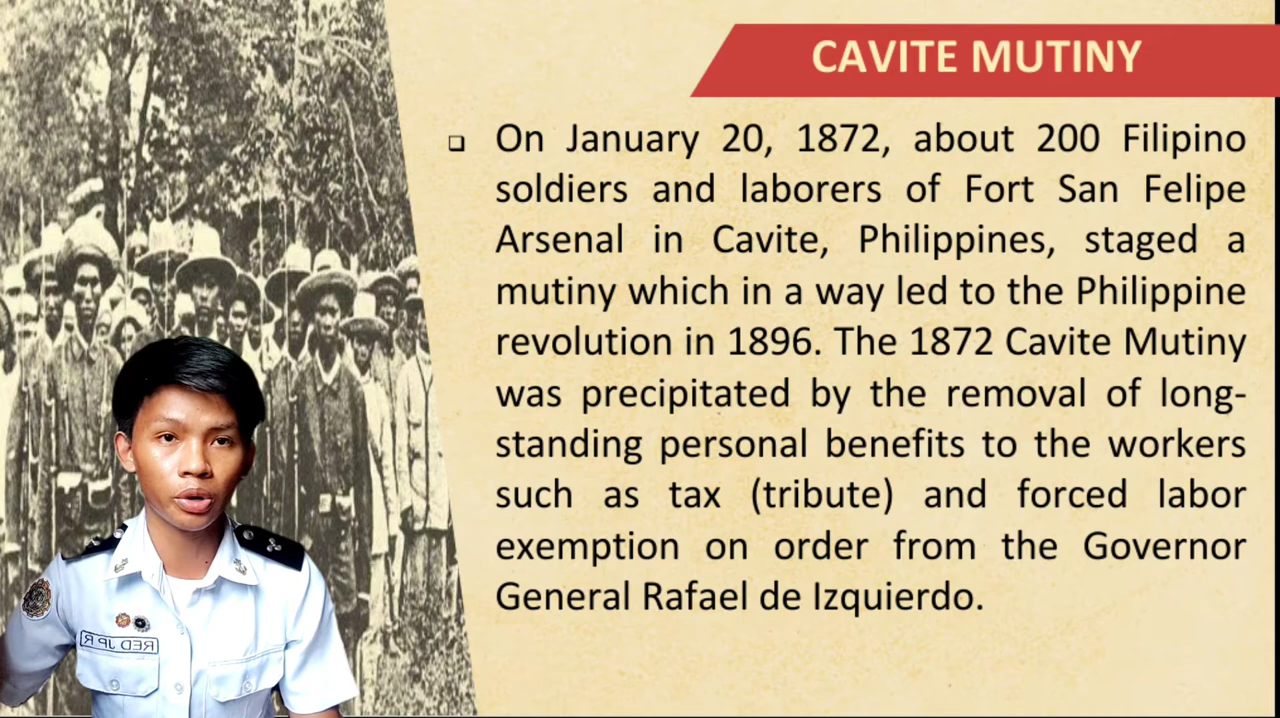 CAVITE MUTINY
❑ On January 20, 1872, about 200 Filipino
soldiers and laborers of Fort San Felipe
Arsenal in Cavite, Philippines, staged a
mutiny which in a way led to the Philippine
revolution in 1896. The 1872 Cavite Mutiny
was precipitated by the removal of long-
standing personal benefits to the workers
such as tax (tribute) and forced labor
exemption on order from the Governor
General Rafael de Izquierdo.
RED JP R